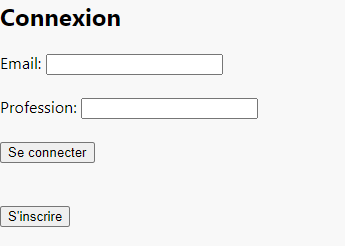 Connexion
Email:
Profession:
Se connecter
S'inscrire